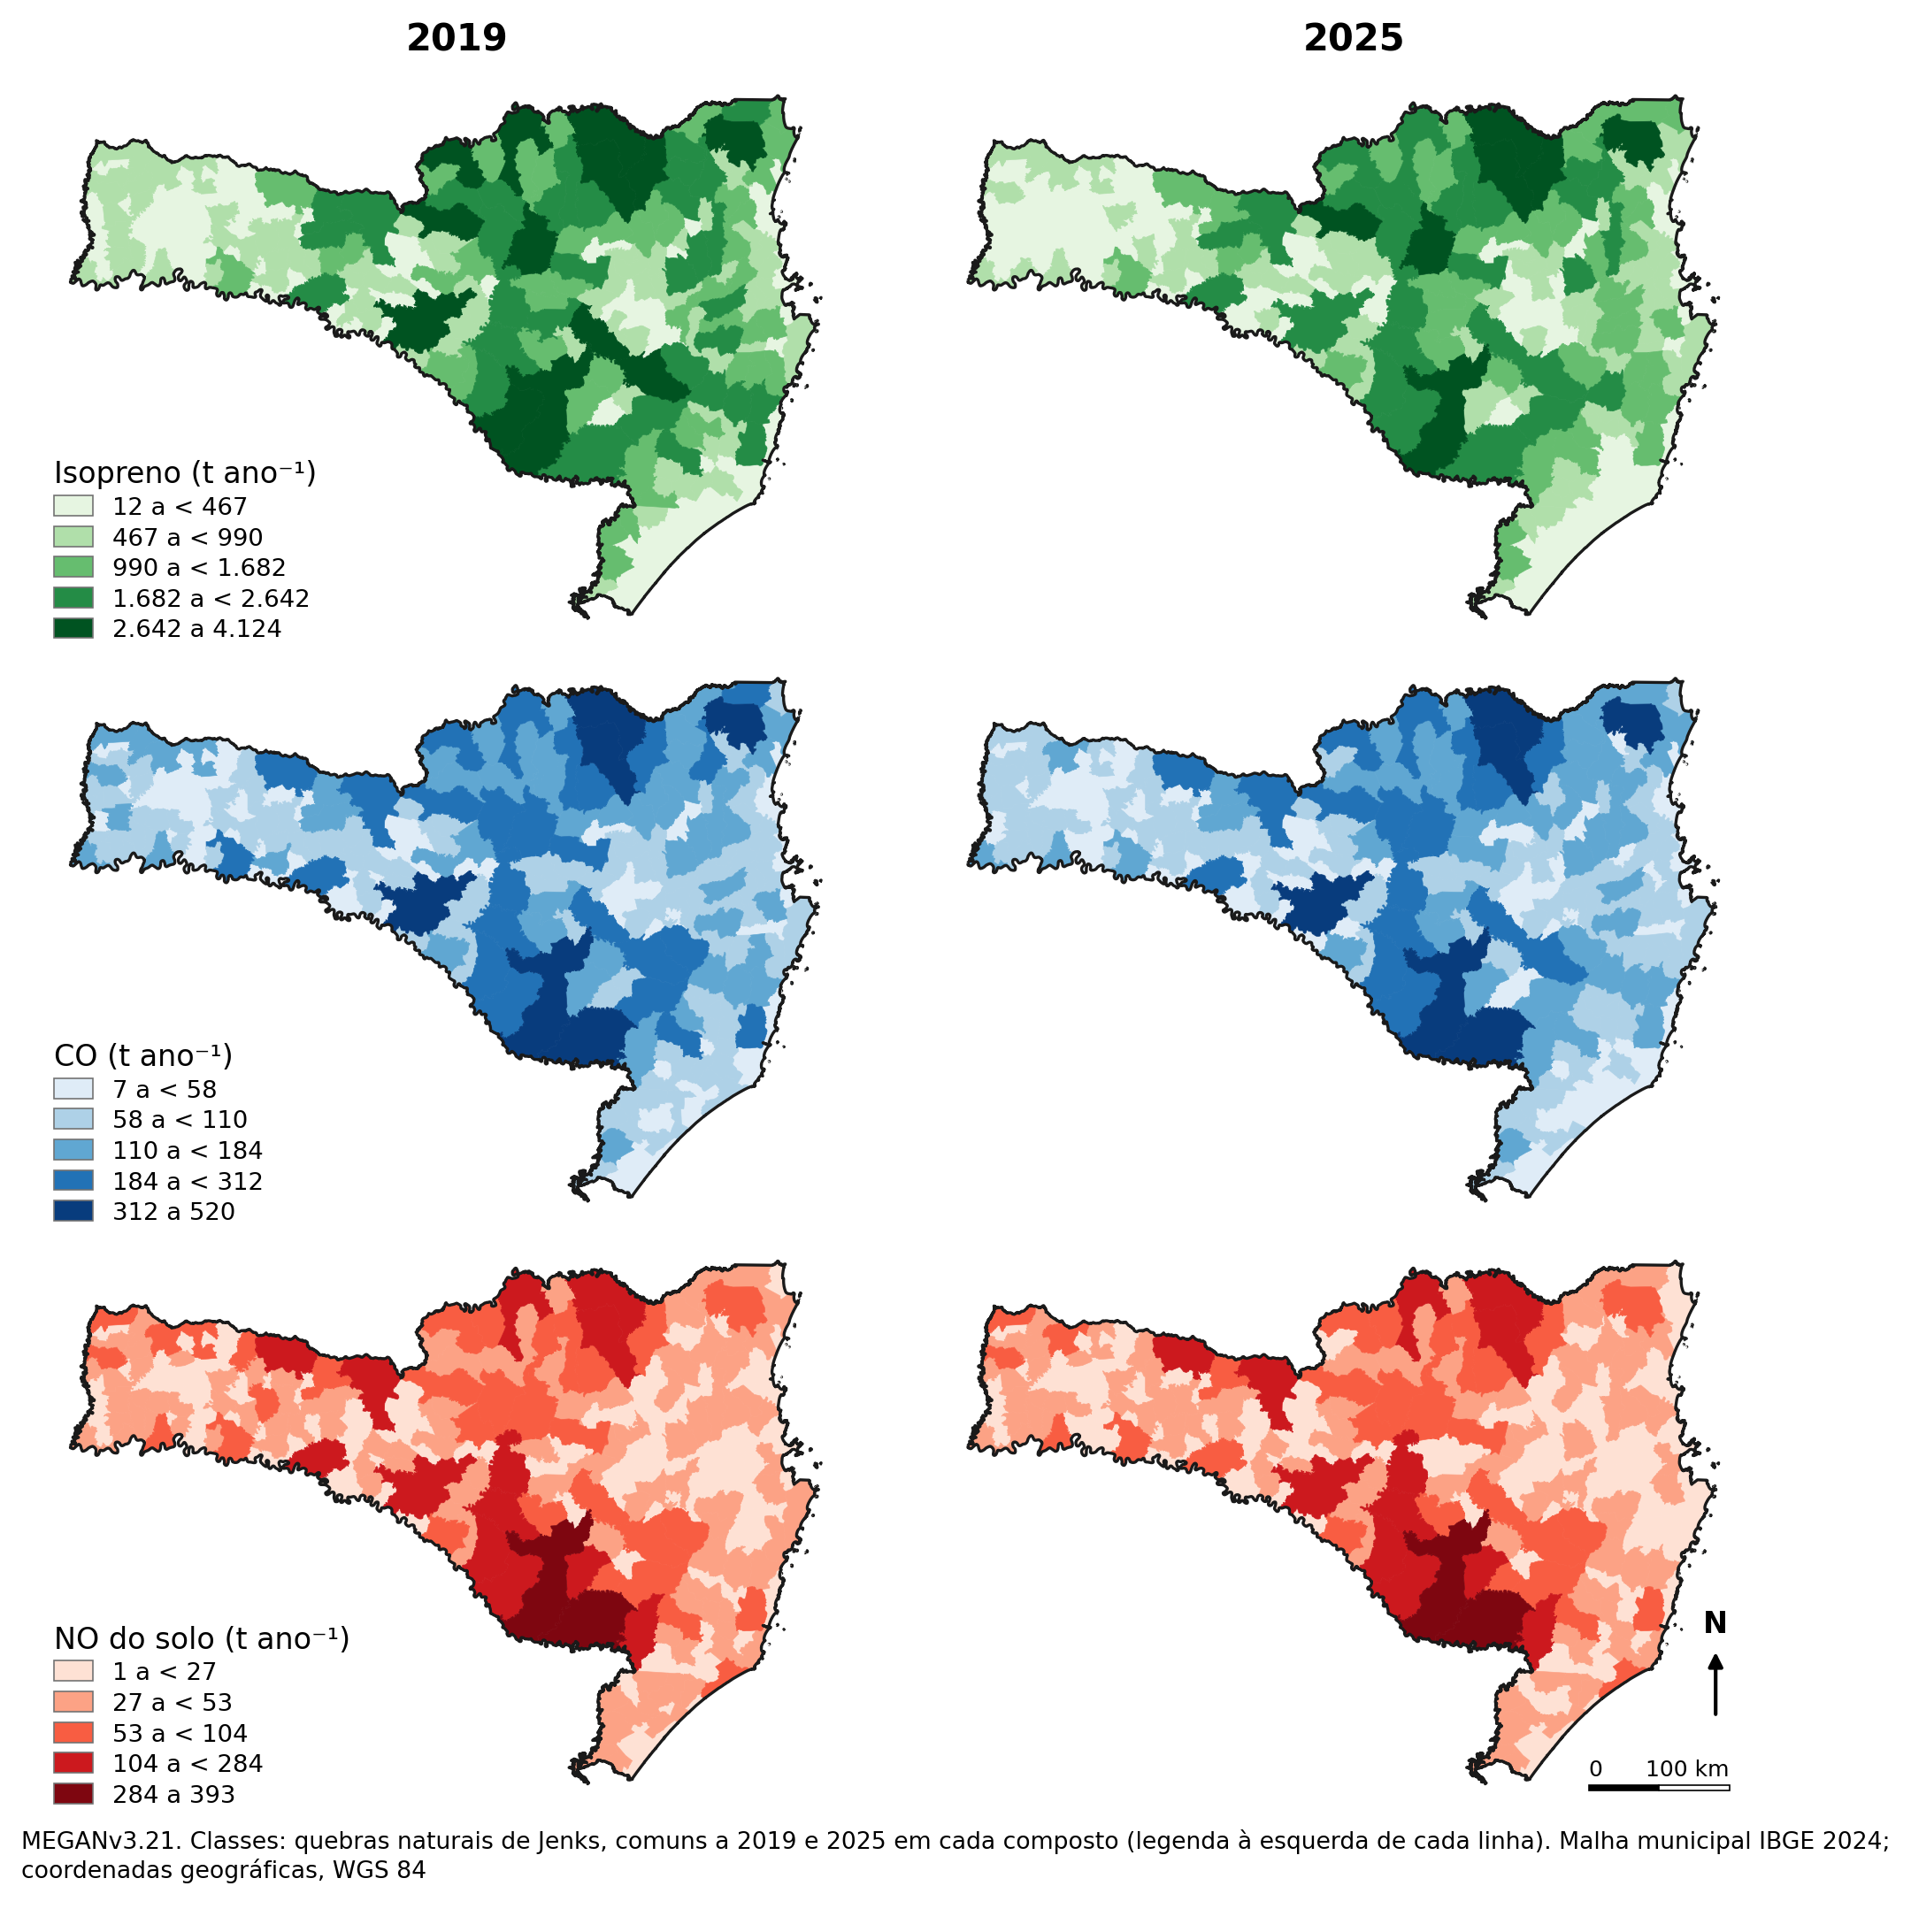 2019
2025
Isopreno (t ano⁻¹)
12 a < 467
467 a < 990
990 a < 1.682
1.682 a < 2.642
2.642 a 4.124
CO (t ano⁻¹)
7 a < 58
58 a < 110
110 a < 184
184 a < 312
312 a 520
NO do solo (t ano⁻¹)
1 a < 27
27 a < 53
53 a < 104
104 a < 284
284 a 393
N
0 100 km
MEGANv3.21. Classes: quebras naturais de Jenks, comuns a 2019 e 2025 em cada composto (legenda à esquerda de cada linha). Malha municipal IBGE 2024;
coordenadas geográficas, WGS 84